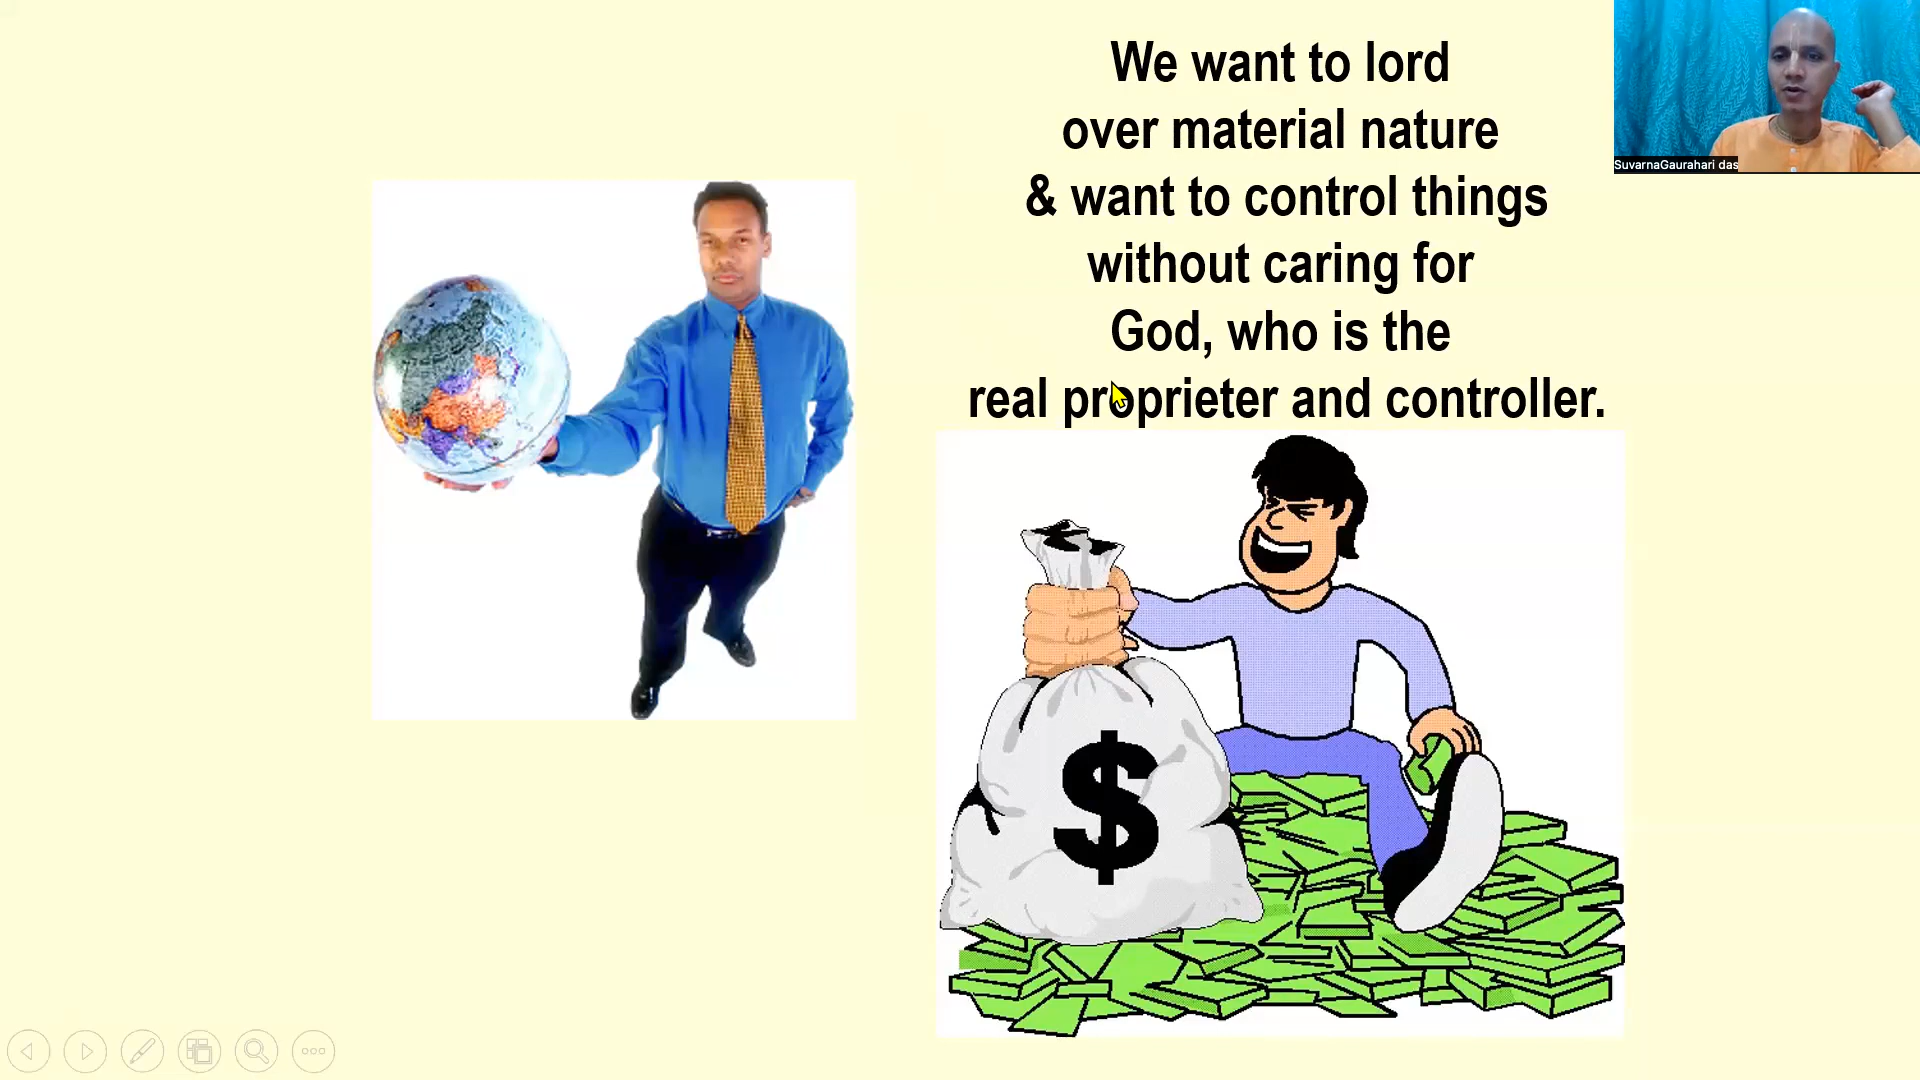 We want to lord
over material nature
& want to control things
without caring for
God, who is the
real proprieter and controller.
SuvarnaGaurahari das
$